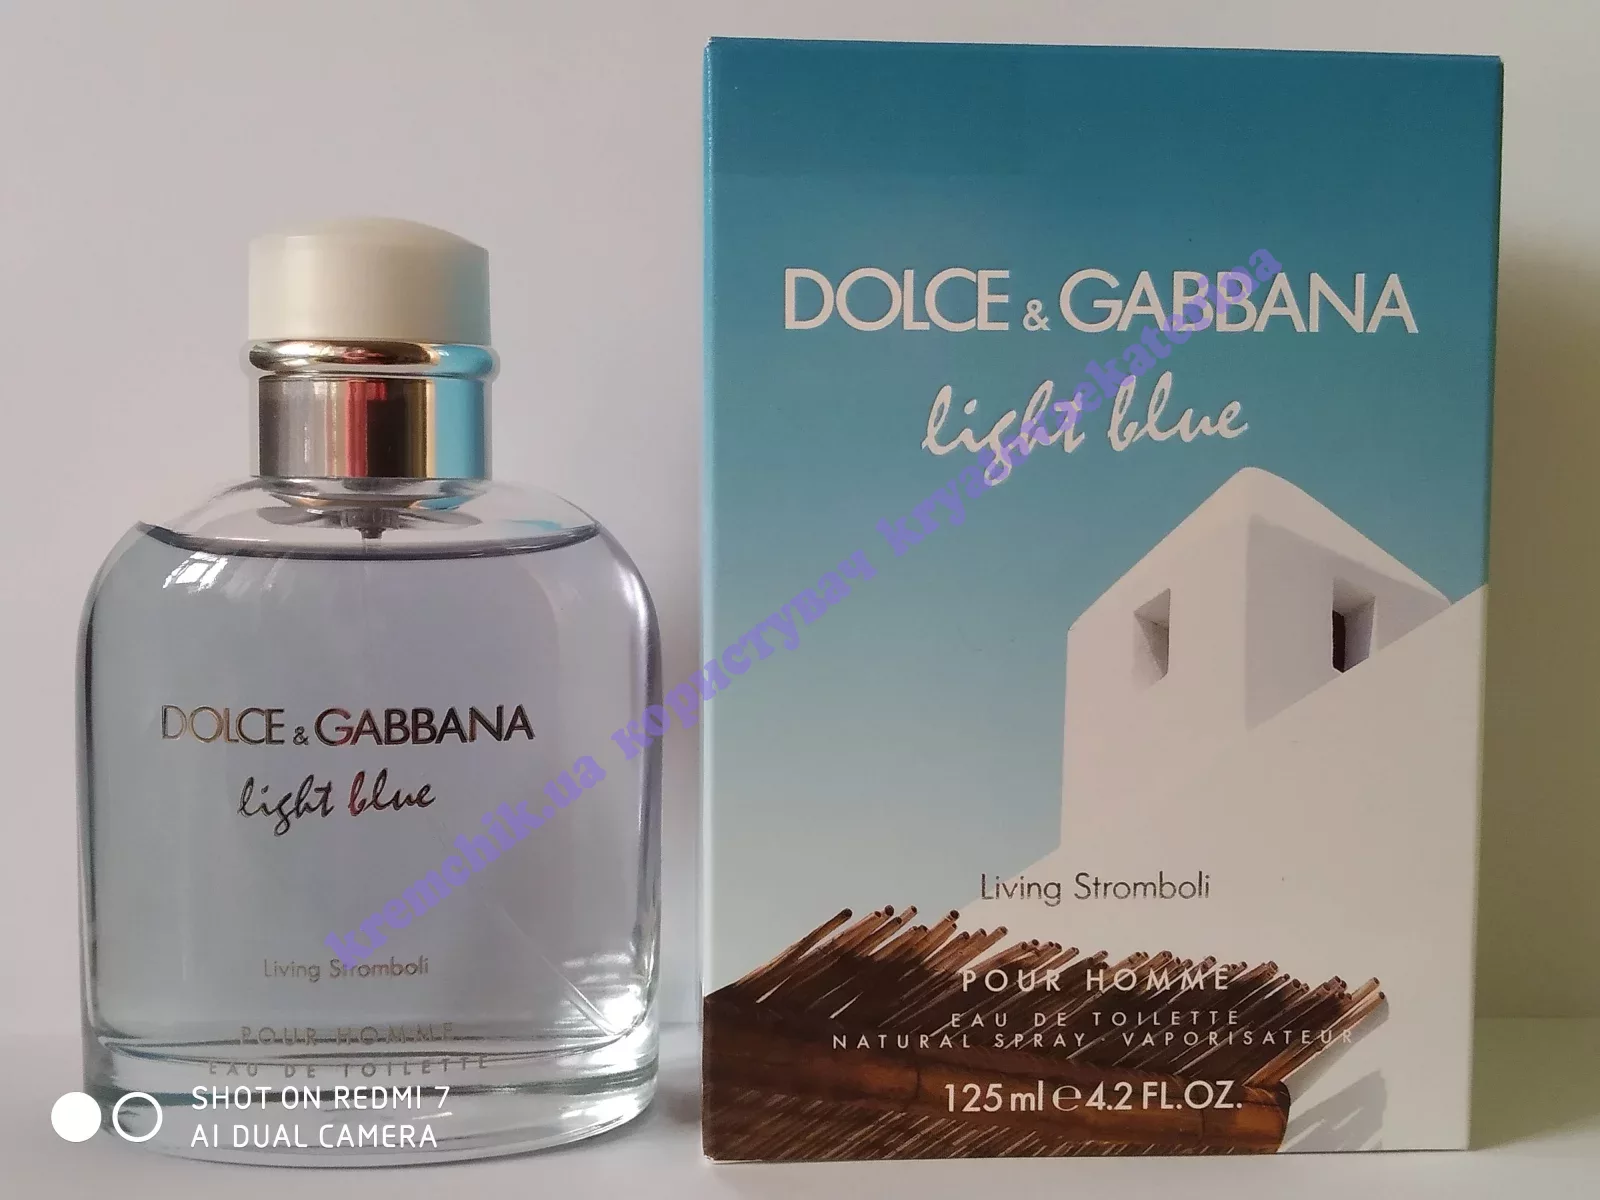 DOLCE & GABBANA
light blue
Living Stromboli
POUR HOMME
EAU DE TOILETTE
DOLCE & GABBANA
light blue
Living Stromboli
POUR HOMME
EAU DE TOILETTE
NATURAL SPRAY · VAPORISATEUR
125 ml e 4.2 FL.OZ.
kremchik.ua користувач
SHOT ON REDMI 7
AI DUAL CAMERA